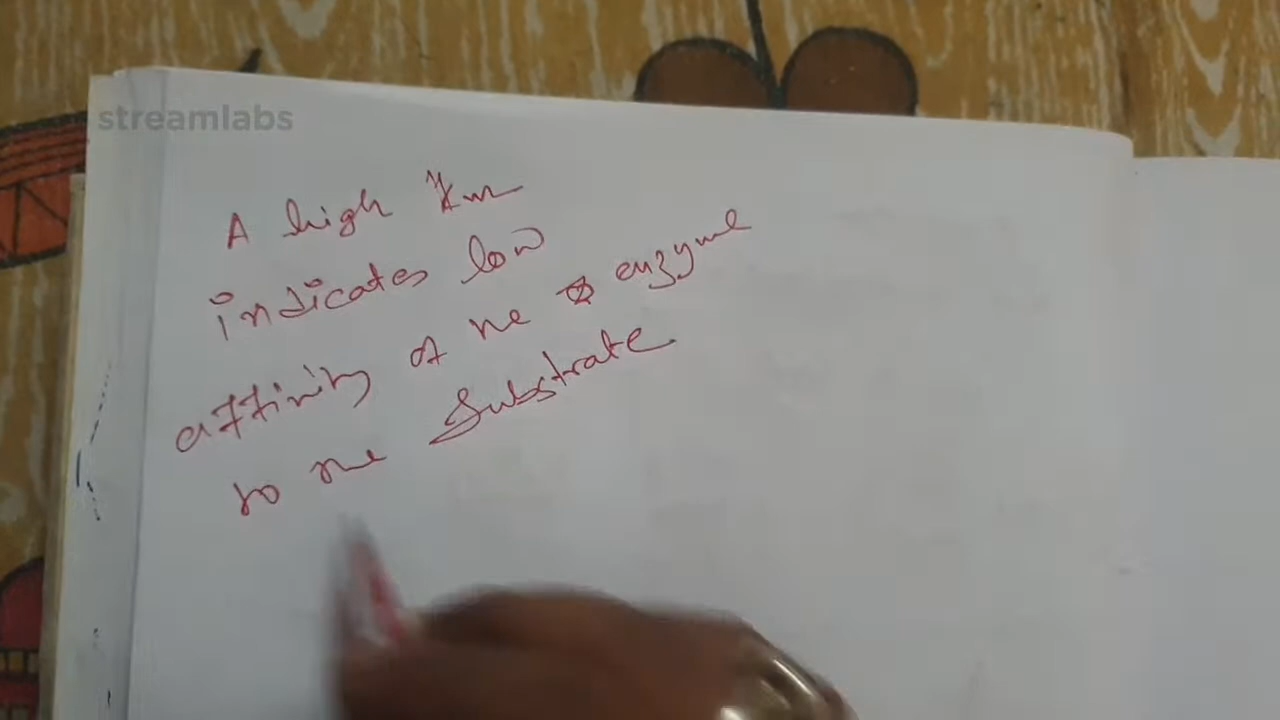 streamlabs
A high Km
indicates low
affinity of the enzyme
to the substrate